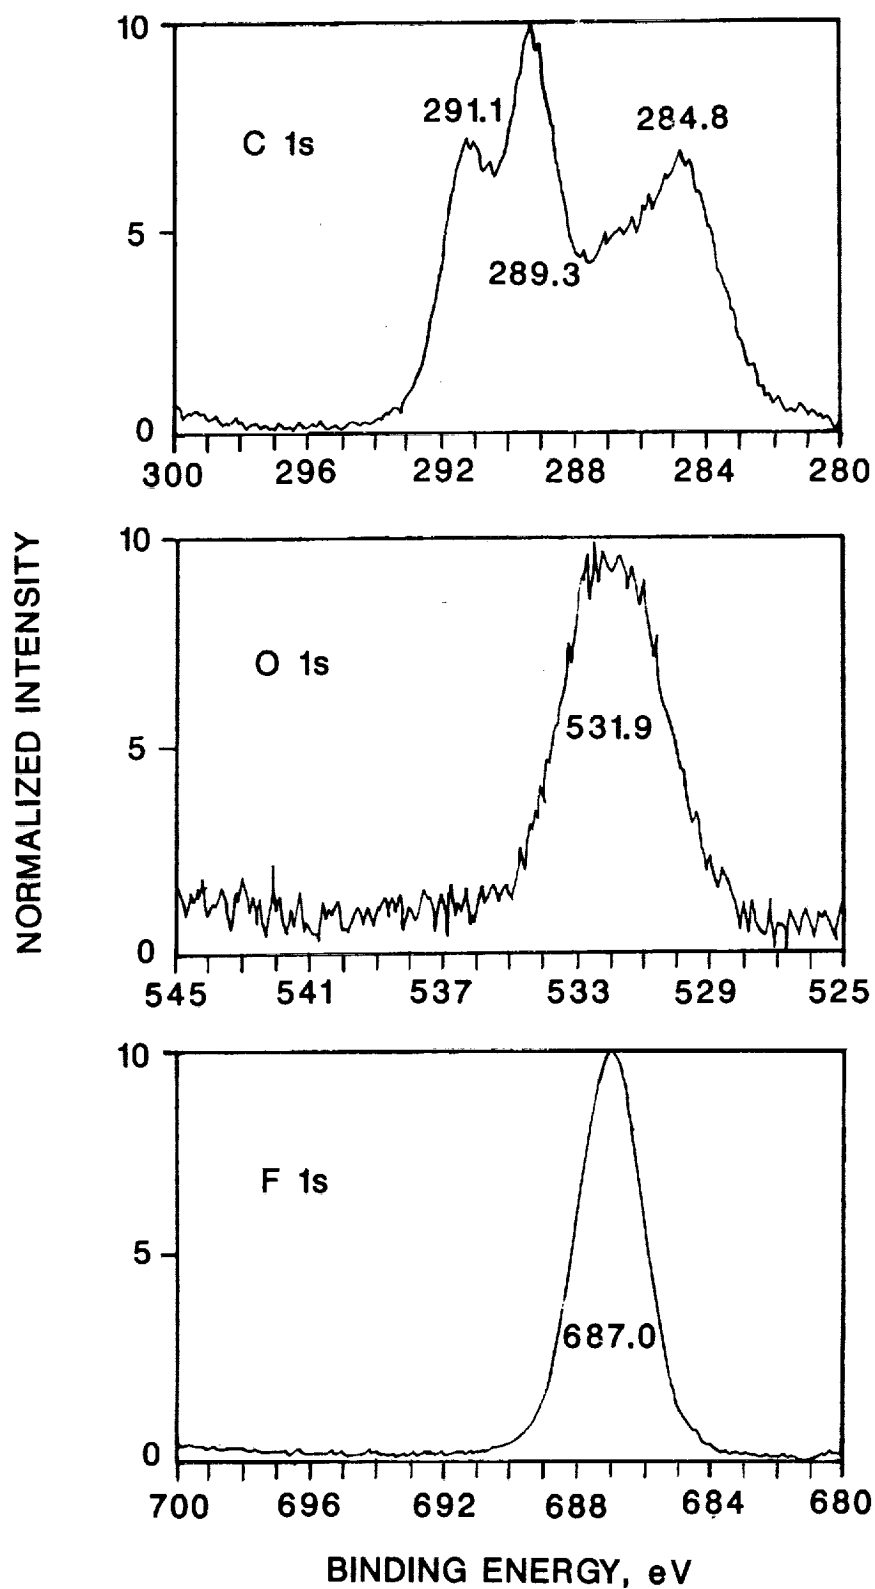 NORMALIZED INTENSITY
10
5
0
C 1s
291.1
289.3
284.8
300 296 292 288 284 280
10
5
0
O 1s
531.9
545 541 537 533 529 525
10
5
0
F 1s
687.0
700 696 692 688 684 680
BINDING ENERGY, eV